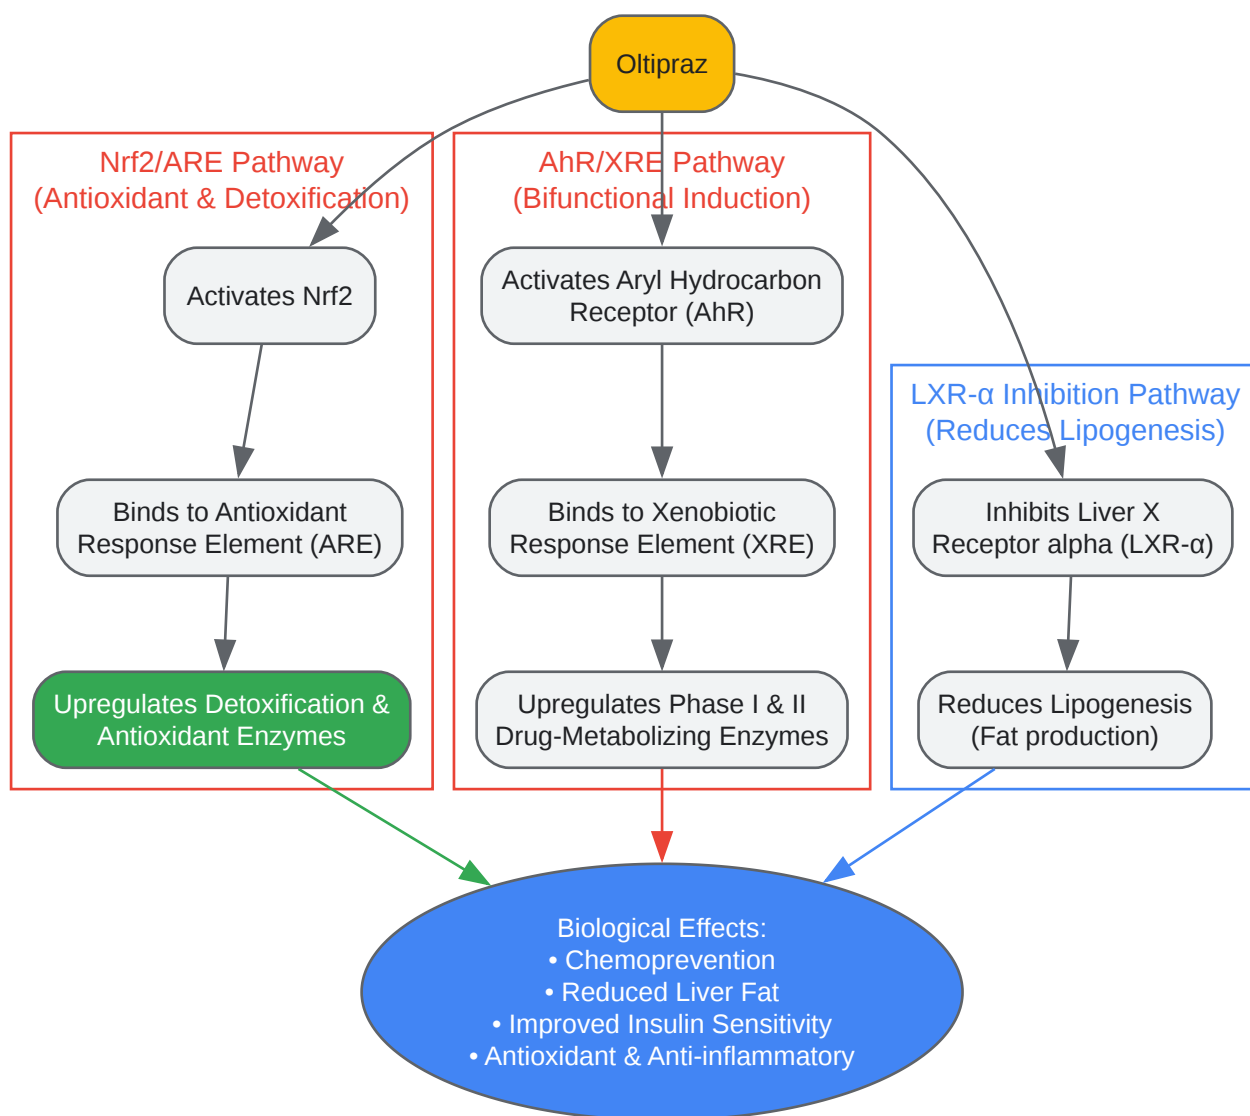 Oltipraz
Nrf2/ARE Pathway
(Antioxidant & Detoxification)
Activates Nrf2
Binds to Antioxidant
Response Element (ARE)
Upregulates Detoxification &
Antioxidant Enzymes
AhR/XRE Pathway
(Bifunctional Induction)
Activates Aryl Hydrocarbon
Receptor (AhR)
Binds to Xenobiotic
Response Element (XRE)
Upregulates Phase I & II
Drug-Metabolizing Enzymes
LXR-α Inhibition Pathway
(Reduces Lipogenesis)
Inhibits Liver X
Receptor alpha (LXR-α)
Reduces Lipogenesis
(Fat production)
Biological Effects:
• Chemoprevention
• Reduced Liver Fat
• Improved Insulin Sensitivity
• Antioxidant & Anti-inflammatory